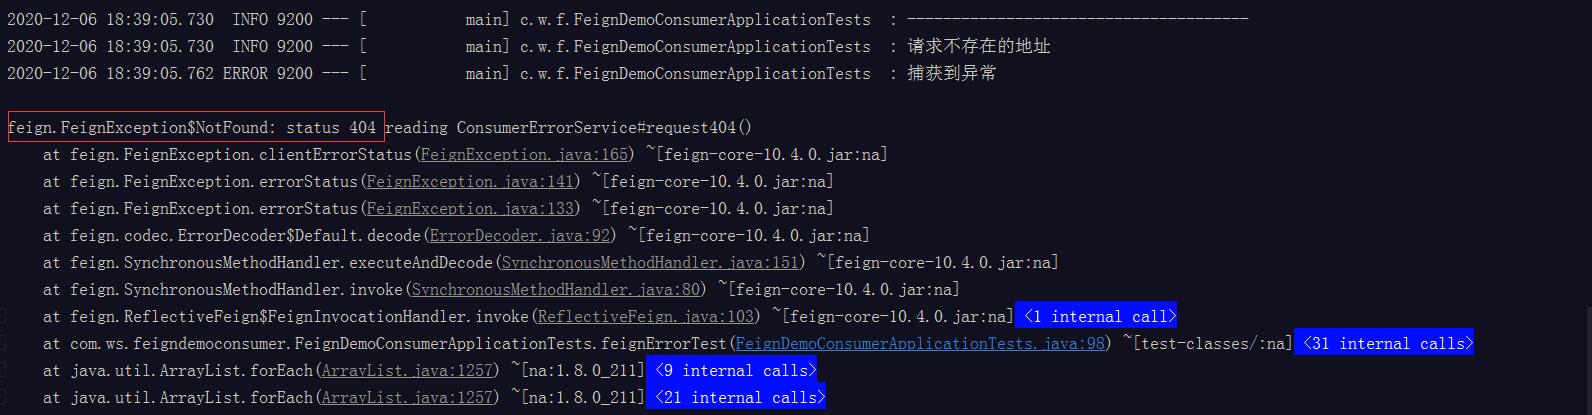 2020-12-06 18:39:05.730  INFO 9200 --- [           main] c.w.f.FeignDemoConsumerApplicationTests  : --------------------------------------
2020-12-06 18:39:05.730  INFO 9200 --- [           main] c.w.f.FeignDemoConsumerApplicationTests  : 请求不存在的地址
2020-12-06 18:39:05.762 ERROR 9200 --- [           main] c.w.f.FeignDemoConsumerApplicationTests  : 捕获到异常
feign.FeignException$NotFound: status 404 reading ConsumerErrorService#request404()
    at feign.FeignException.clientErrorStatus(FeignException.java:165) ~[feign-core-10.4.0.jar:na]
    at feign.FeignException.errorStatus(FeignException.java:141) ~[feign-core-10.4.0.jar:na]
    at feign.FeignException.errorStatus(FeignException.java:133) ~[feign-core-10.4.0.jar:na]
    at feign.codec.ErrorDecoder$Default.decode(ErrorDecoder.java:92) ~[feign-core-10.4.0.jar:na]
    at feign.SynchronousMethodHandler.executeAndDecode(SynchronousMethodHandler.java:151) ~[feign-core-10.4.0.jar:na]
    at feign.SynchronousMethodHandler.invoke(SynchronousMethodHandler.java:80) ~[feign-core-10.4.0.jar:na]
    at feign.ReflectiveFeign$FeignInvocationHandler.invoke(ReflectiveFeign.java:103) ~[feign-core-10.4.0.jar:na] <1 internal call>
    at com.ws.feigndemoconsumer.FeignDemoConsumerApplicationTests.feignErrorTest(FeignDemoConsumerApplicationTests.java:98) ~[test-classes/:na] <31 internal calls>
    at java.util.ArrayList.forEach(ArrayList.java:1257) ~[na:1.8.0_211] <9 internal calls>
    at java.util.ArrayList.forEach(ArrayList.java:1257) ~[na:1.8.0_211] <21 internal calls>